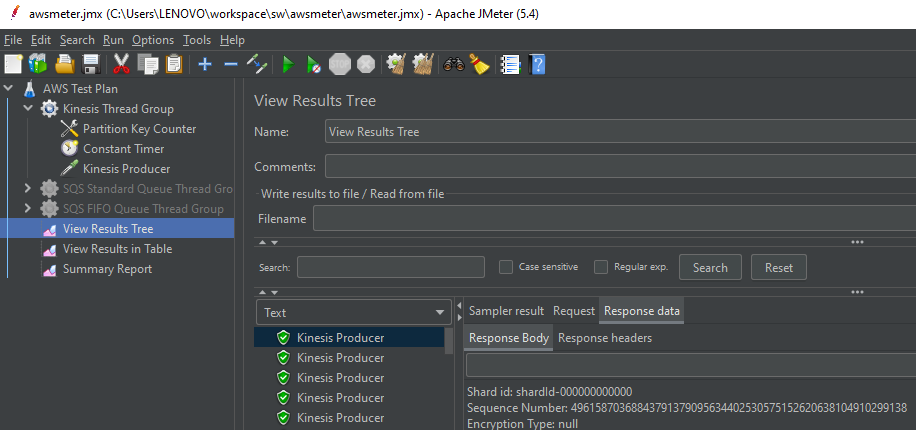 awsmeter.jmx (C:\Users\LENOVO\workspace\sw\awsmeter\awsmeter.jmx) - Apache JMeter (5.4)
File Edit Search Run Options Tools Help
STOP
AWS Test Plan
Kinesis Thread Group
Partition Key Counter
Constant Timer
Kinesis Producer
SQS Standard Queue Thread Gro
SQS FIFO Queue Thread Group
View Results Tree
View Results in Table
Summary Report
View Results Tree
Name: View Results Tree
Comments:
Write results to file / Read from file
Filename
Search: Case sensitive Regular exp. Search Reset
Text
Kinesis Producer
Kinesis Producer
Kinesis Producer
Kinesis Producer
Kinesis Producer
Sampler result Request Response data
Response Body Response headers
Shard id: shardId-000000000000
Sequence Number: 49615870368843791379095634402530575152620638104910299138
Encryption Type: null